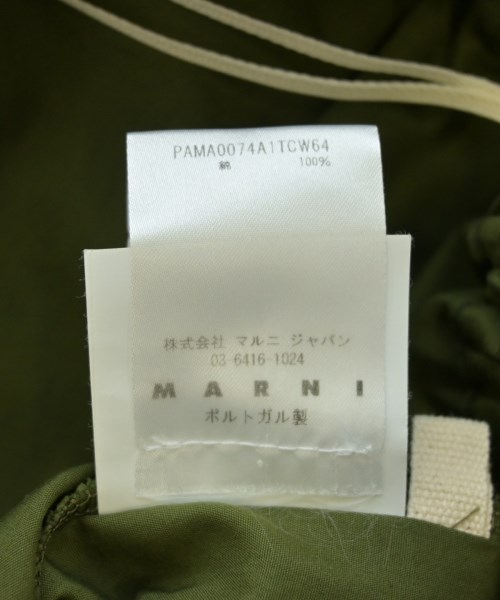 PAMA0074A1TCW64
綿 100%
株式会社 マルニ ジャパン
03-6416-1024
MARNI
ポルトガル製